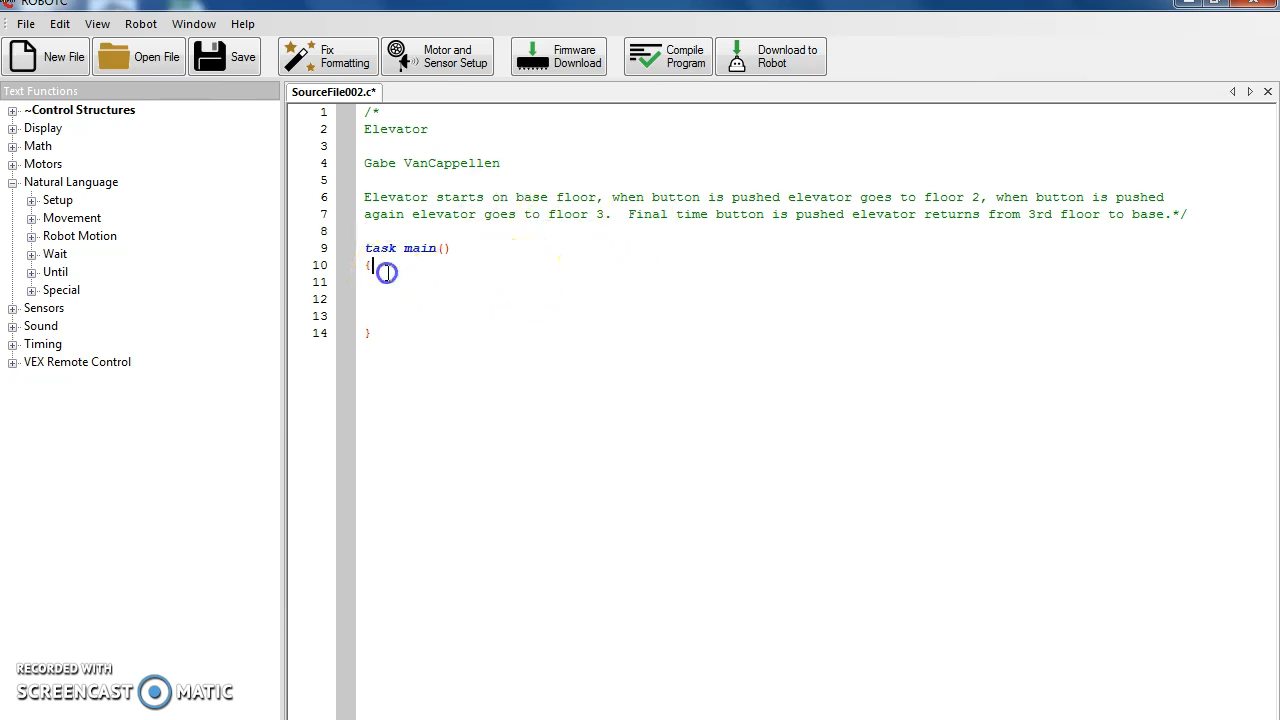 ROBOTC
File Edit View Robot Window Help
New File Open File Save Fix Formatting Motor and Sensor Setup Firmware Download Compile Program Download to Robot
Text Functions
SourceFile002.c*
~Control Structures
Display
Math
Motors
Natural Language
Setup
Movement
Robot Motion
Wait
Until
Special
Sensors
Sound
Timing
VEX Remote Control
1 /*
2 Elevator
3
4 Gabe VanCappellen
5
6 Elevator starts on base floor, when button is pushed elevator goes to floor 2, when button is pushed
7 again elevator goes to floor 3.  Final time button is pushed elevator returns from 3rd floor to base.*/
8
9 task main()
10 {
11
12
13
14 }
RECORDED WITH
SCREENCAST MATIC